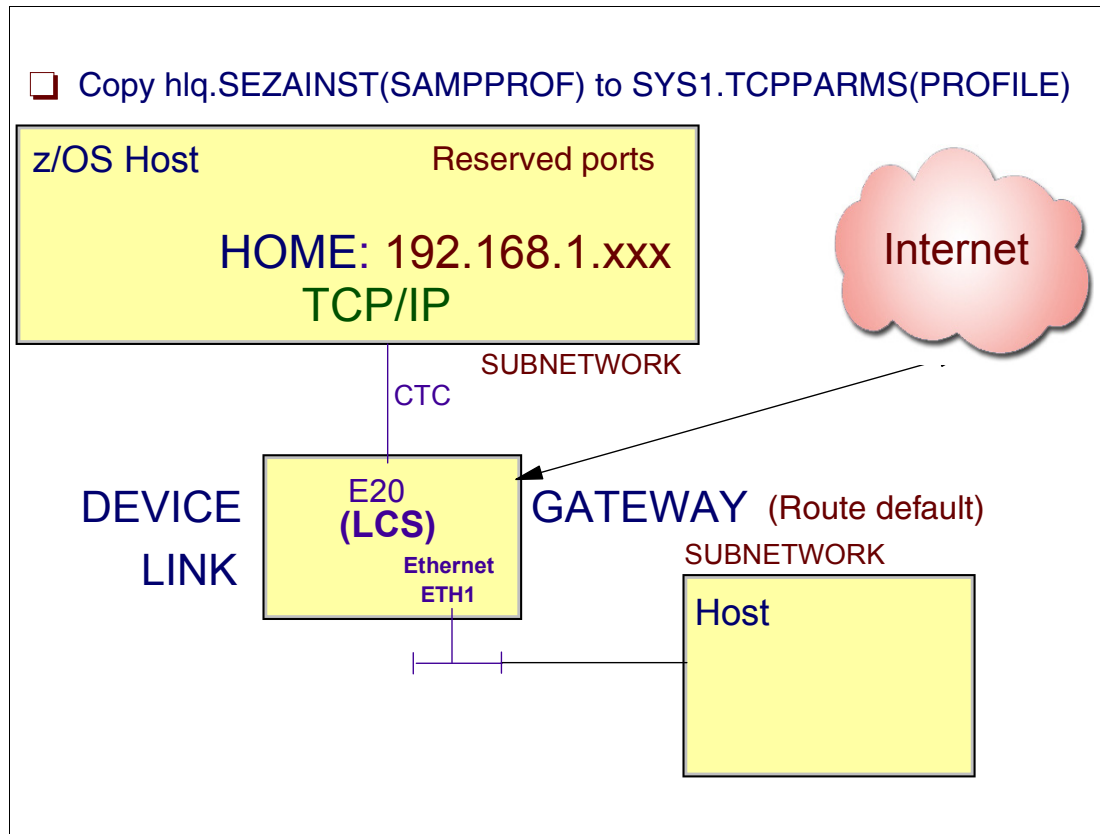 Copy hlq.SEZAINST(SAMPPROF) to SYS1.TCPPARMS(PROFILE)
z/OS Host
Reserved ports
HOME: 192.168.1.xxx
TCP/IP
Internet
SUBNETWORK
CTC
DEVICE
LINK
E20
(LCS)
Ethernet
ETH1
GATEWAY (Route default)
SUBNETWORK
Host